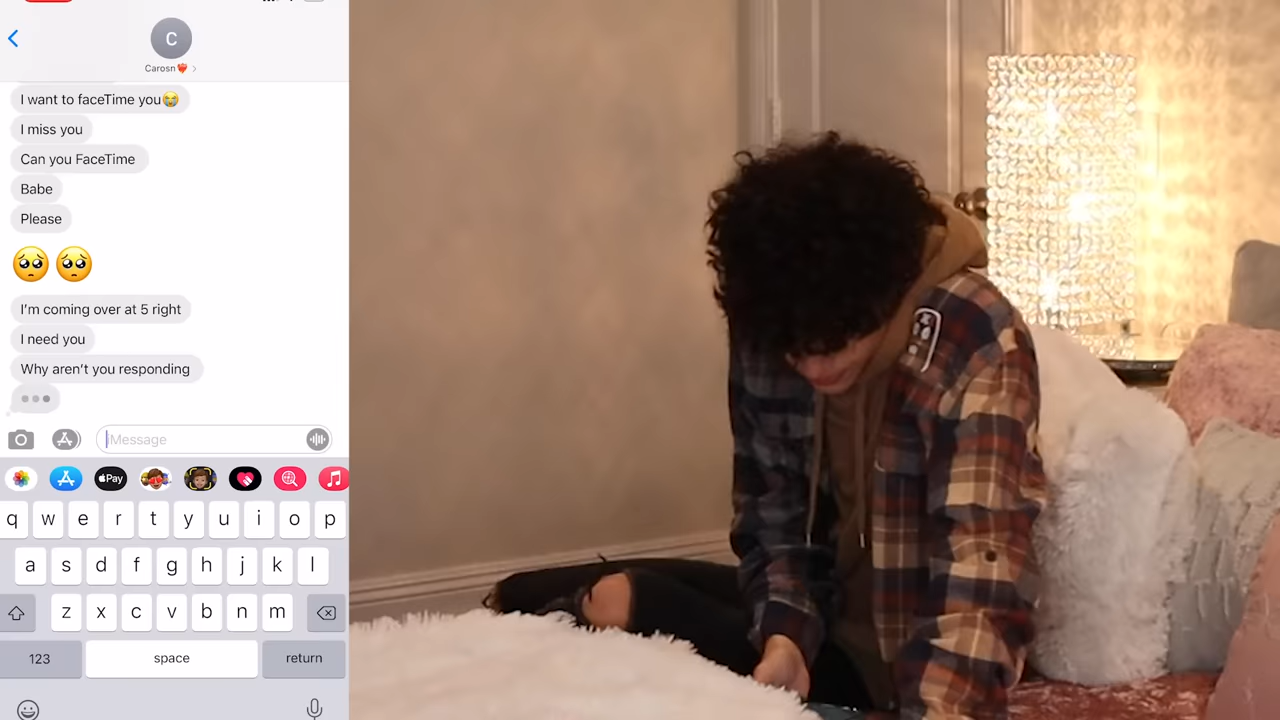 C
Carosn❤️‍🔥 >
I want to faceTime you😭
I miss you
Can you FaceTime
Babe
Please
🥺🥺
I'm coming over at 5 right
I need you
Why aren't you responding
Message
Pay
q w e r t y u i o p
a s d f g h j k l
z x c v b n m
123 space return